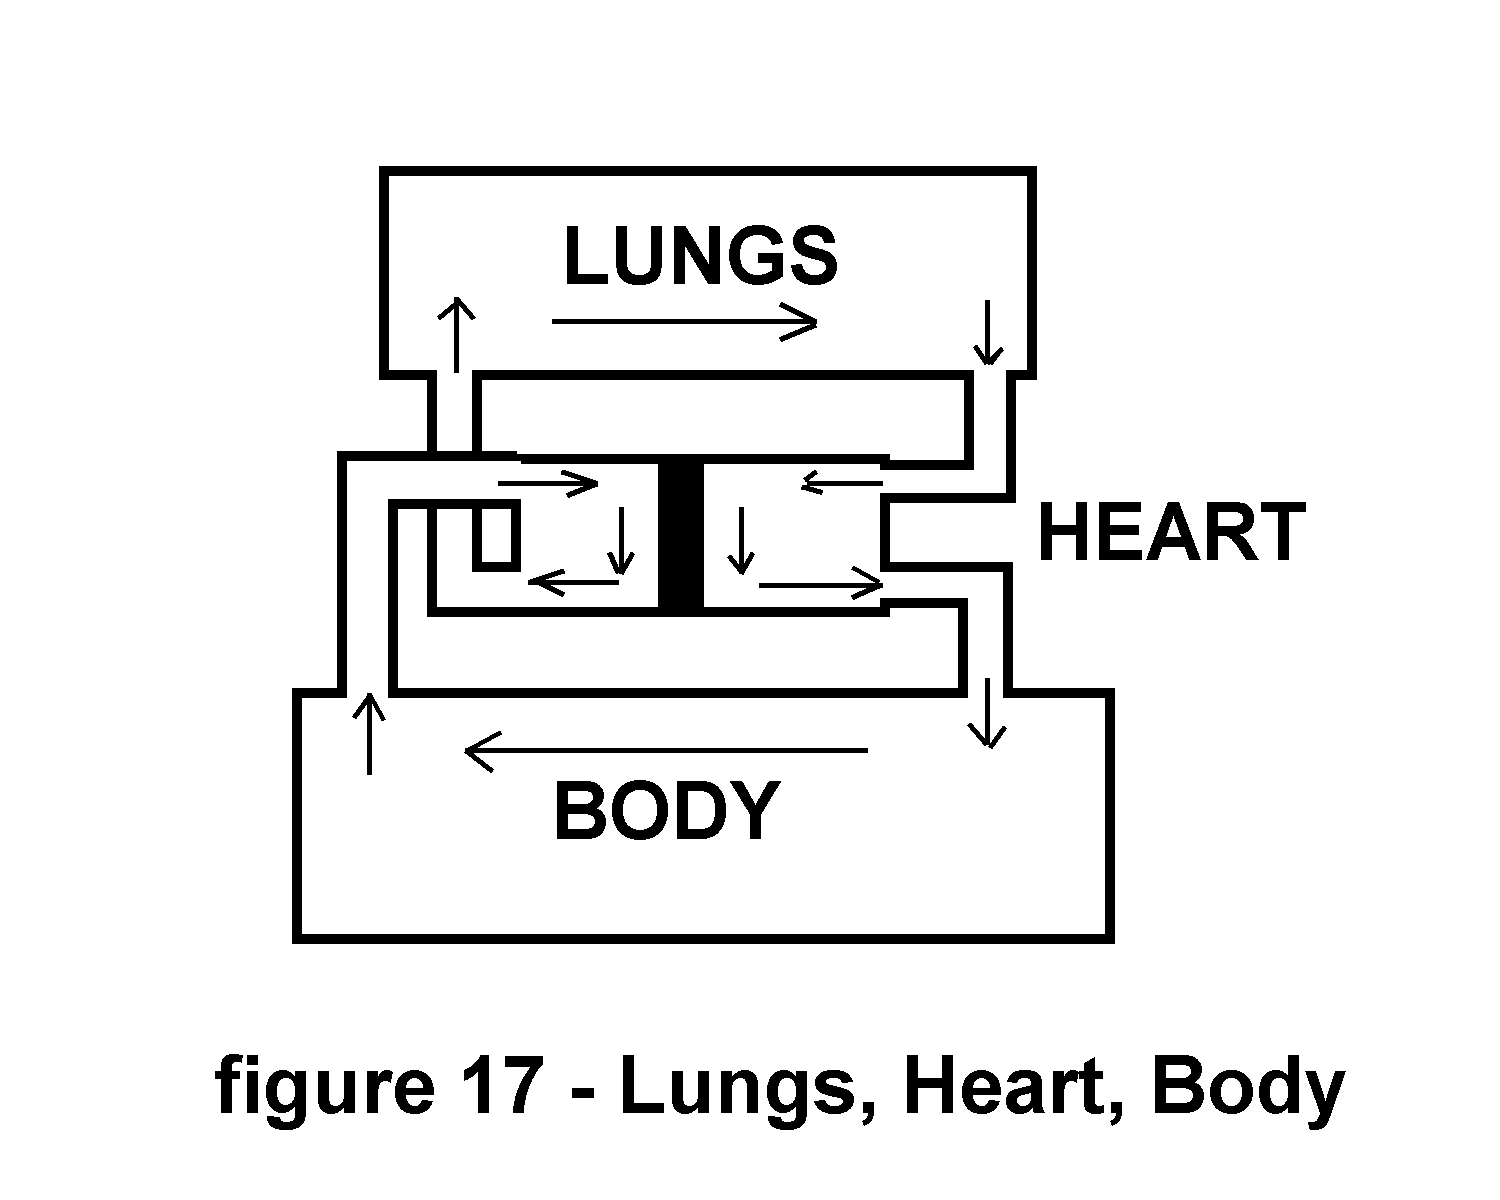 LUNGS
HEART
BODY
figure 17 - Lungs, Heart, Body